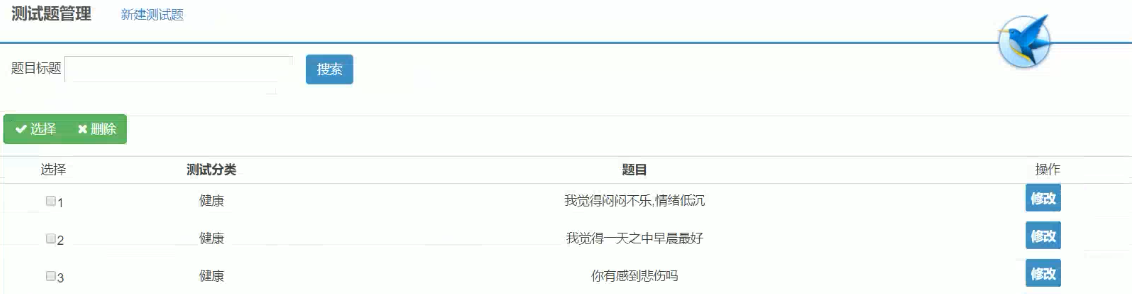 测试题管理 新建测试题
题目标题 搜索
选择 删除
选择 测试分类 题目 操作
1 健康 我觉得闷闷不乐,情绪低沉 修改
2 健康 我觉得一天之中早晨最好 修改
3 健康 你有感到悲伤吗 修改